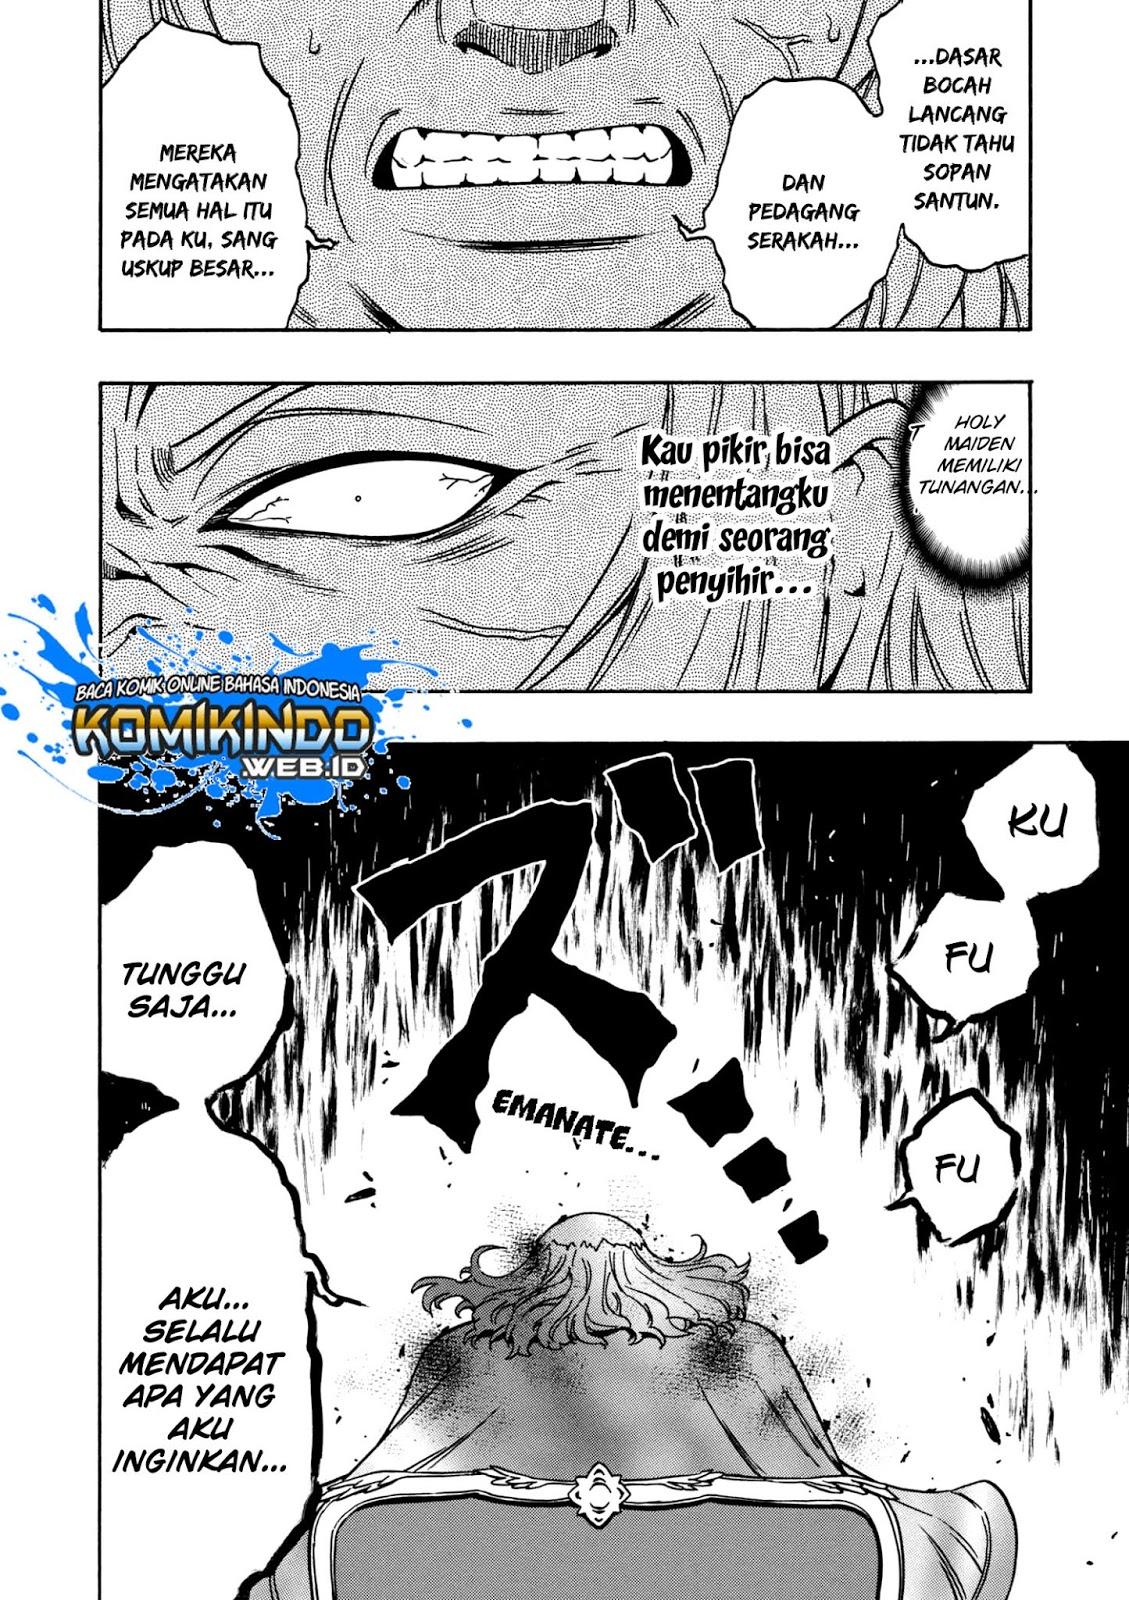 ...DASAR
BOCAH
LANCANG
TIDAK TAHU
SOPAN
SANTUN.
DAN
PEDAGANG
SERAKAH...
MEREKA
MENGATAKAN
SEMUA HAL ITU
PADA KU, SANG
USKUP BESAR...
HOLY
MAIDEN
MEMILIKI
TUNANGAN...
Kau pikir bisa
menentangku
demi seorang
penyihir...
BACA KOMIK ONLINE BAHASA INDONESIA
KOMIKINDO
.WEB.ID
KU
FU
FU
ズ
EMANATE...
TUNGGU
SAJA...
AKU...
SELALU
MENDAPAT
APA YANG
AKU
INGINKAN...